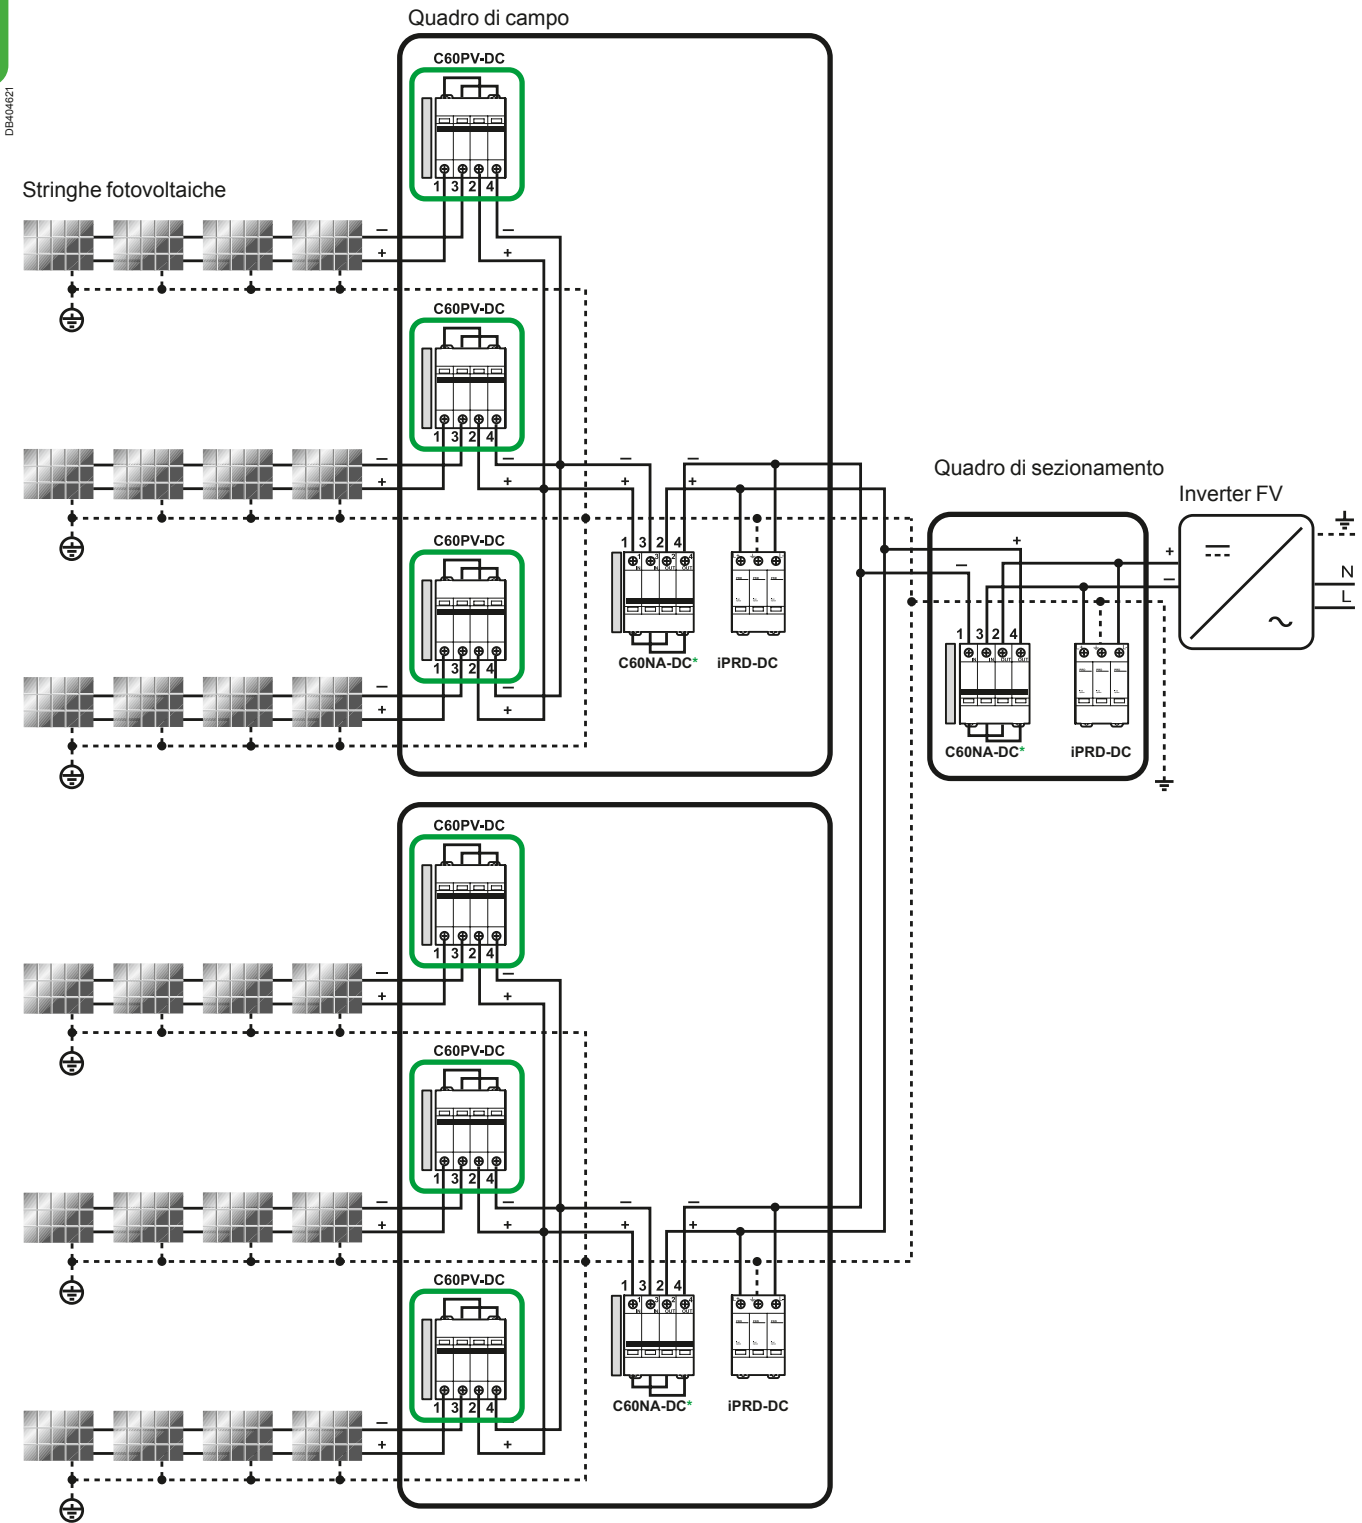 Quadro di campo
C60PV-DC
DB404621
1 3 2 4
Stringhe fotovoltaiche
− −
+ +
C60PV-DC
1 3 2 4
− − − −
+ + + +
Quadro di sezionamento
Inverter FV
C60PV-DC
1 3 2 4
+
−
+
−
N
L
1 3 2 4
1 3 2 4
C60NA-DC*
iPRD-DC
− −
+ +
C60NA-DC*
iPRD-DC
C60PV-DC
1 3 2 4
− −
+ +
C60PV-DC
1 3 2 4
− − − −
+ + + +
C60PV-DC
1 3 2 4
1 3 2 4
C60NA-DC*
iPRD-DC
−
+ +